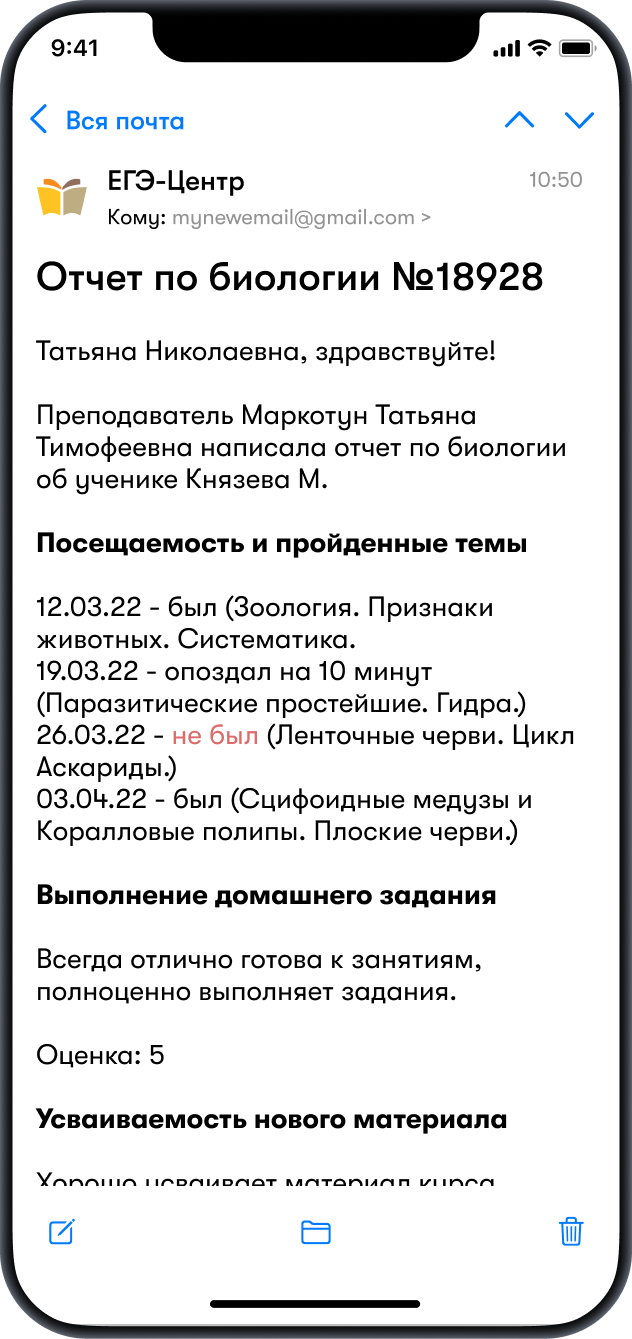 9:41
Вся почта
ЕГЭ-Центр
10:50
Кому: mynewemail@gmail.com >
Отчет по биологии №18928
Татьяна Николаевна, здравствуйте!
Преподаватель Маркотун Татьяна
Тимофеевна написала отчет по биологии
об ученике Князева М.
Посещаемость и пройденные темы
12.03.22 - был (Зоология. Признаки
животных. Систематика.
19.03.22 - опоздал на 10 минут
(Паразитические простейшие. Гидра.)
26.03.22 - не был (Ленточные черви. Цикл
Аскариды.)
03.04.22 - был (Сцифоидные медузы и
Коралловые полипы. Плоские черви.)
Выполнение домашнего задания
Всегда отлично готова к занятиям,
полноценно выполняет задания.
Оценка: 5
Усваиваемость нового материала
Хорошо усваивает материал курса